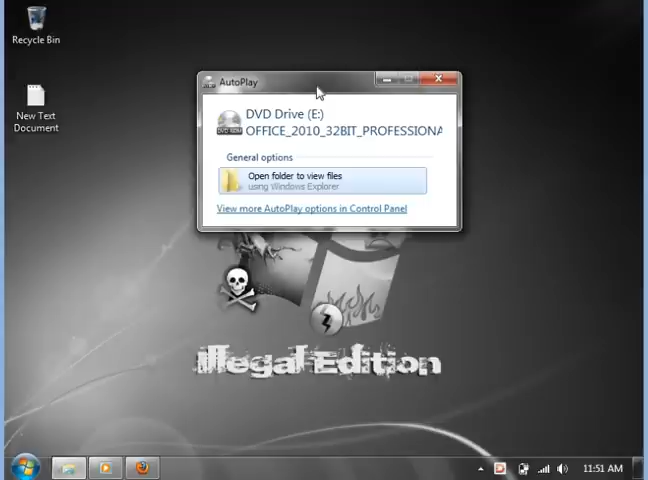 Recycle Bin
New Text
Document
AutoPlay
DVD Drive (E:)
OFFICE_2010_32BIT_PROFESSIONA
General options
Open folder to view files
using Windows Explorer
View more AutoPlay options in Control Panel
Illegal Edition
11:51 AM